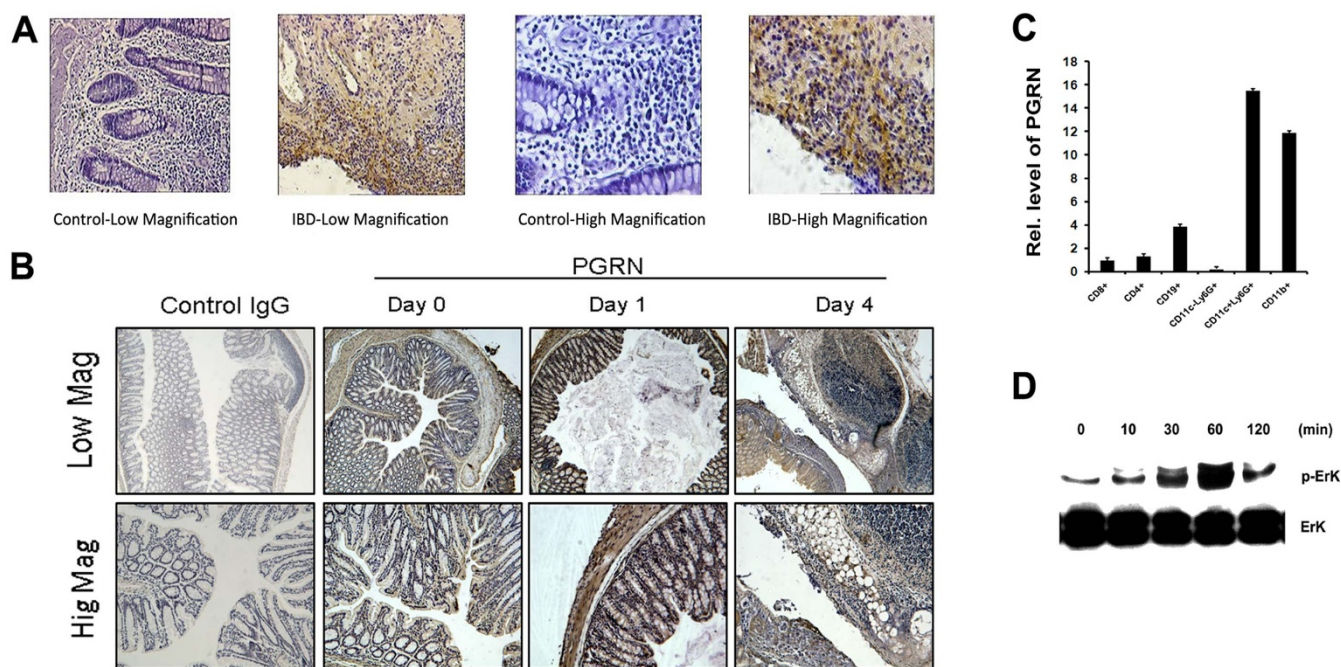 A
Control-Low Magnification
IBD-Low Magnification
Control-High Magnification
IBD-High Magnification
B
PGRN
Control IgG
Day 0
Day 1
Day 4
Low Mag
Hig Mag
C
Rel. level of PGRN
18
16
14
12
10
8
6
4
2
0
CD8+
CD4+
CD19+
CD11c-Ly6G+
CD11c+Ly6G+
CD11b+
D
0 10 30 60 120 (min)
p-ErK
ErK